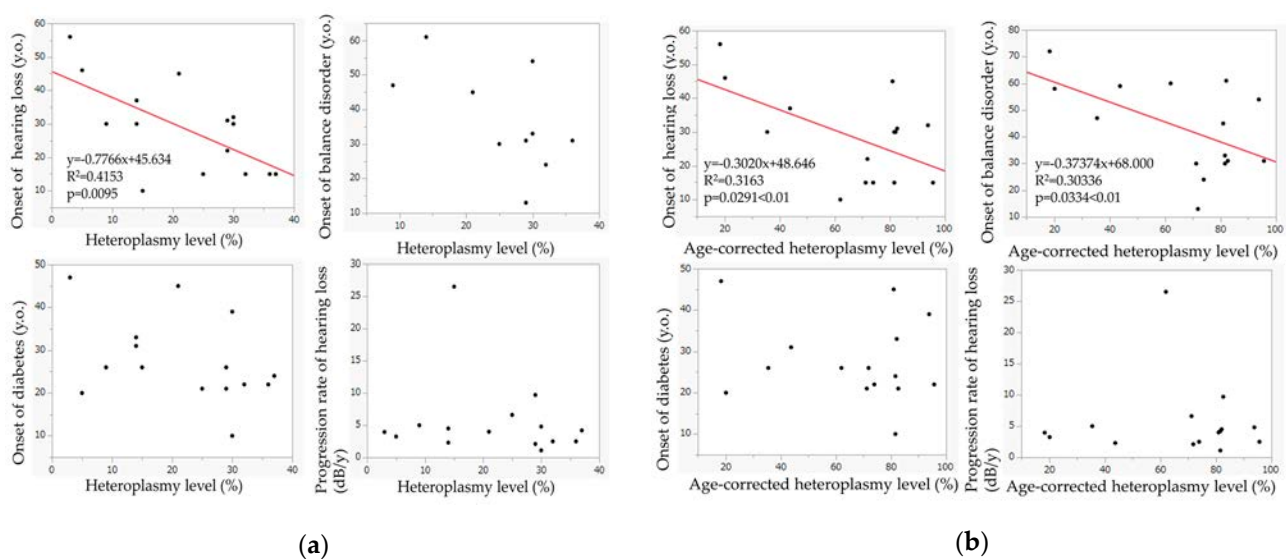 Onset of hearing loss (y.o.)
60
50
40
30
20
10
y=-0.7766x+45.634
R²=0.4153
p=0.0095
0 10 20 30 40
Heteroplasmy level (%)
Onset of balance disorder (y.o.)
60
50
40
30
20
10
0 10 20 30 40
Heteroplasmy level (%)
Onset of hearing loss (y.o.)
60
50
40
30
20
10
y=-0.3020x+48.646
R²=0.3163
p=0.0291<0.01
20 40 60 80 100
Age-corrected heteroplasmy level (%)
Onset of balance disorder (y.o.)
80
70
60
50
40
30
20
10
y=-0.37374x+68.000
R²=0.30336
p=0.0334<0.01
20 40 60 80 100
Age-corrected heteroplasmy level (%)
Onset of diabetes (y.o.)
50
40
30
20
10
0 10 20 30 40
Heteroplasmy level (%)
Progression rate of hearing loss
(dB/y)
30
25
20
15
10
5
0
0 10 20 30 40
Heteroplasmy level (%)
Onset of diabetes (y.o.)
50
40
30
20
10
20 40 60 80 100
Age-corrected heteroplasmy level (%)
Progression rate of hearing loss
(dB/y)
30
25
20
15
10
5
0
20 40 60 80 100
Age-corrected heteroplasmy level (%)
(a)
(b)